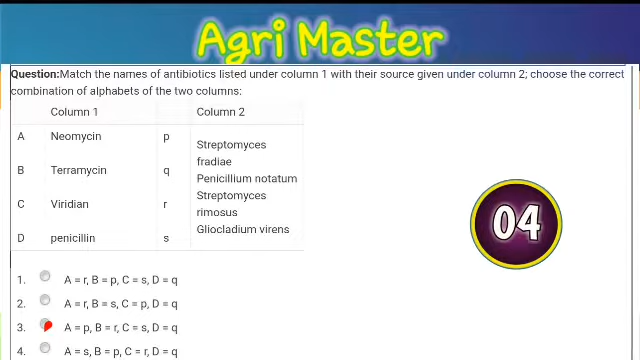 Agri Master
Question:Match the names of antibiotics listed under column 1 with their source given under column 2; choose the correct
combination of alphabets of the two columns:
Column 1 Column 2
A Neomycin p Streptomyces
fradiae
B Terramycin q Penicillium notatum
C Viridian r Streptomyces
rimosus
D penicillin s Gliocladium virens
04
1. A = r, B = p, C = s, D = q
2. A = r, B = s, C = p, D = q
3. A = p, B = r, C = s, D = q
4. A = s, B = p, C = r, D = q